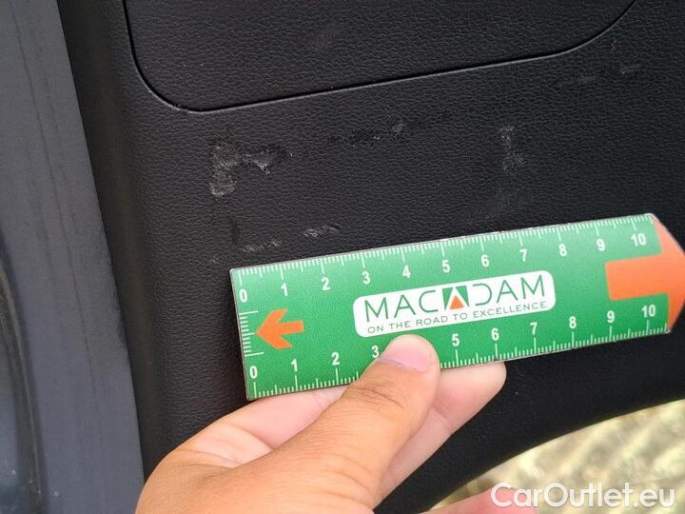 0 1 2 3 4 5 6 7 8 9 10
MACADAM
ON THE ROAD TO EXCELLENCE
0 1 2 3 5 6 7 8 9 10
CarOutlet.eu